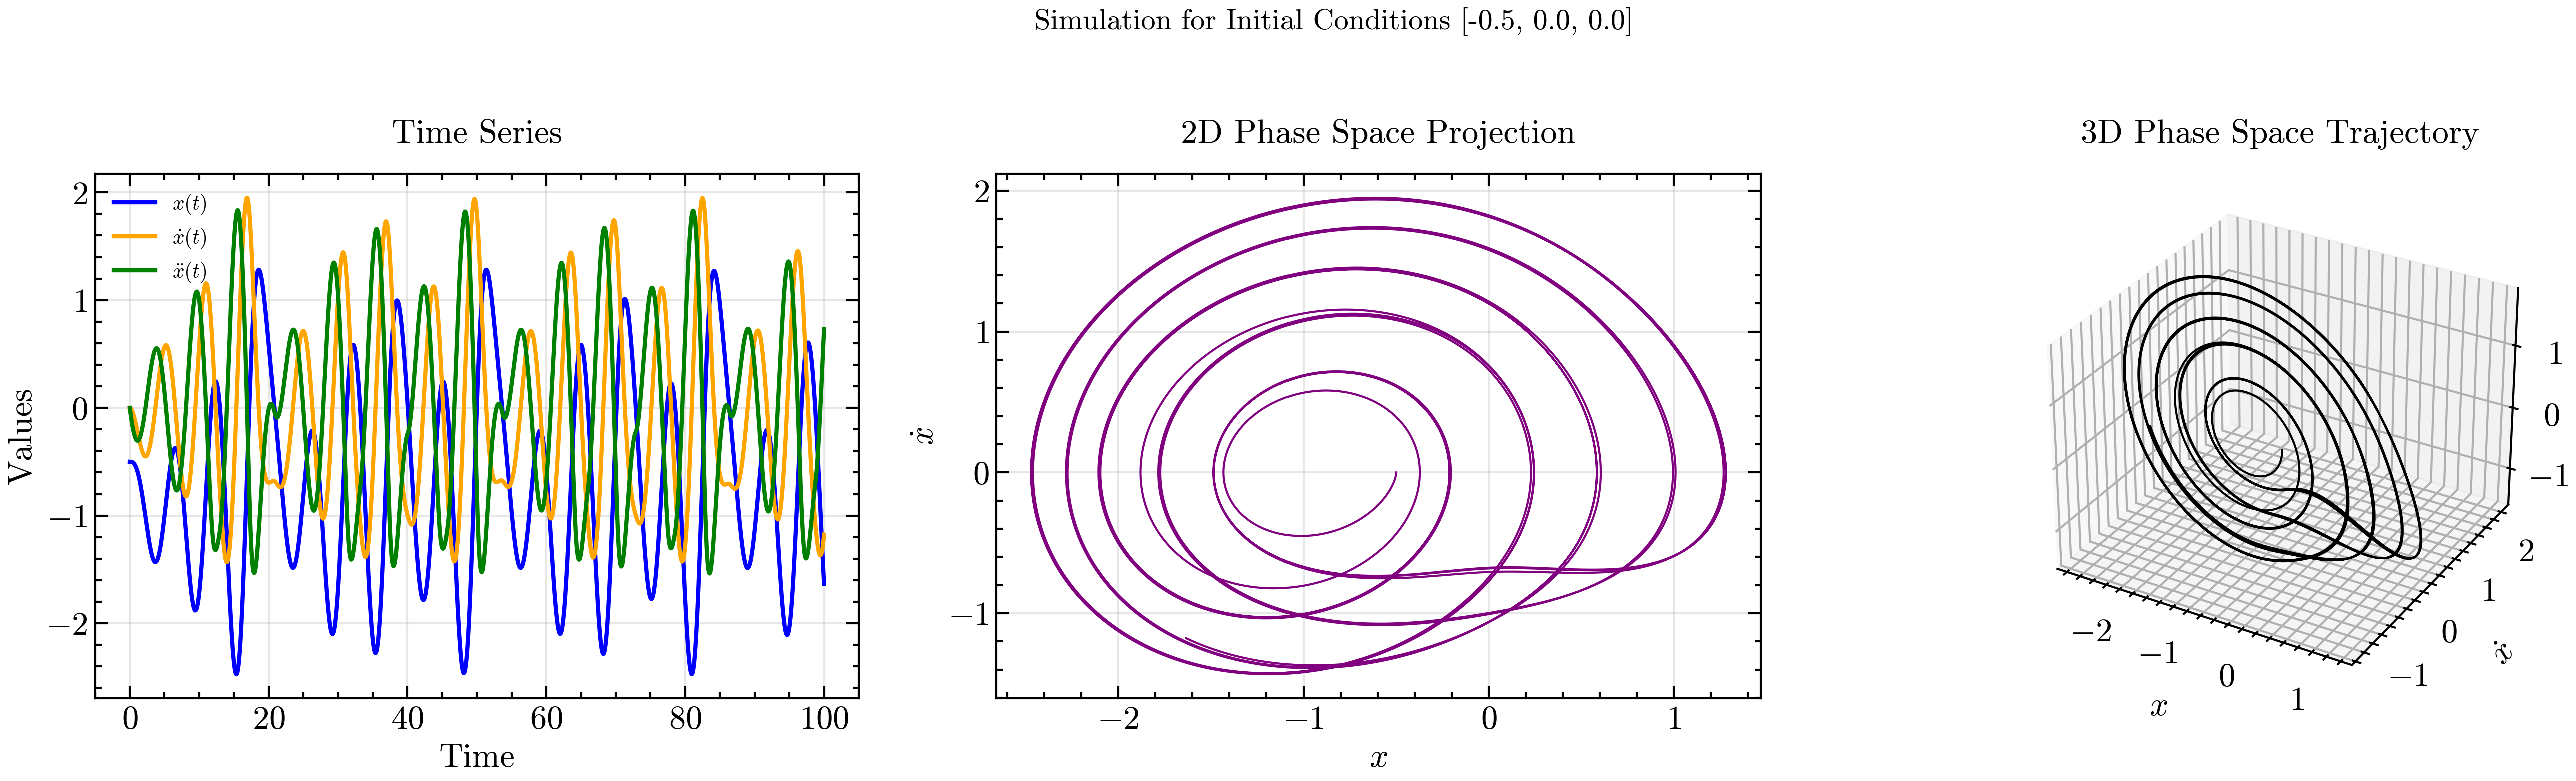 Simulation for Initial Conditions [-0.5, 0.0, 0.0]
Time Series
2
1
0
−1
−2
Values
x(t)
ẋ(t)
ẍ(t)
0 20 40 60 80 100
Time
2D Phase Space Projection
2
1
0
−1
ẋ
−2 −1 0 1
x
3D Phase Space Trajectory
1
0
−1
2
1
0
−1
ẋ
−2
−1
0
1
x